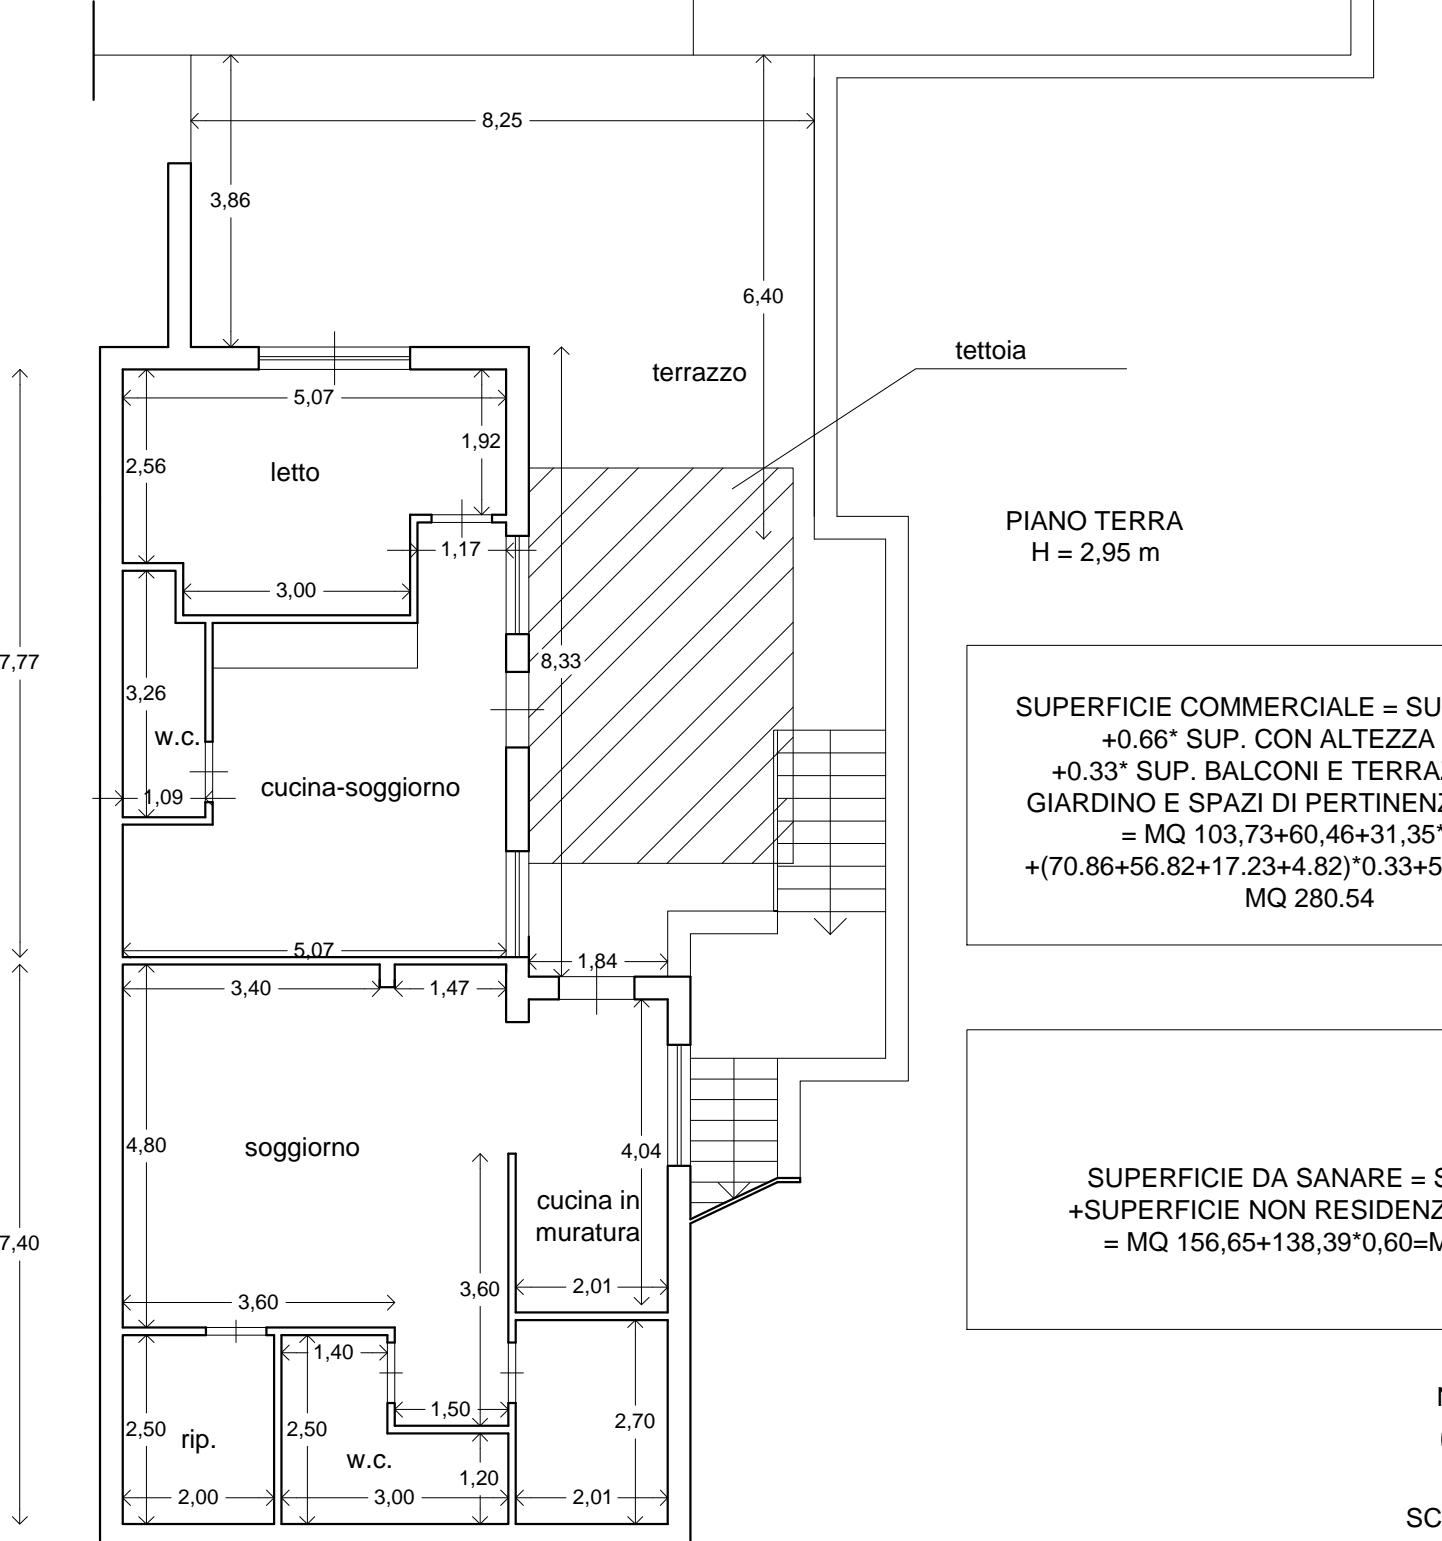 8,25
3,86
6,40
tettoia
terrazzo
5,07
1,92
2,56
letto
PIANO TERRA
H = 2,95 m
1,17
3,00
7,77
8,33
3,26
w.c.
SUPERFICIE COMMERCIALE = SU
+0.66* SUP. CON ALTEZZA
+0.33* SUP. BALCONI E TERRAZ
GIARDINO E SPAZI DI PERTINENZ
= MQ 103,73+60,46+31,35*
+(70.86+56.82+17.23+4.82)*0.33+5
MQ 280.54
cucina-soggiorno
1,09
5,07
1,84
3,40
1,47
4,80
soggiorno
4,04
cucina in
muratura
SUPERFICIE DA SANARE = S
+SUPERFICIE NON RESIDENZ
= MQ 156,65+138,39*0,60=M
7,40
3,60
3,60
2,01
1,40
1,50
2,50
rip.
2,50
w.c.
2,70
1,20
2,00
3,00
2,01
SC